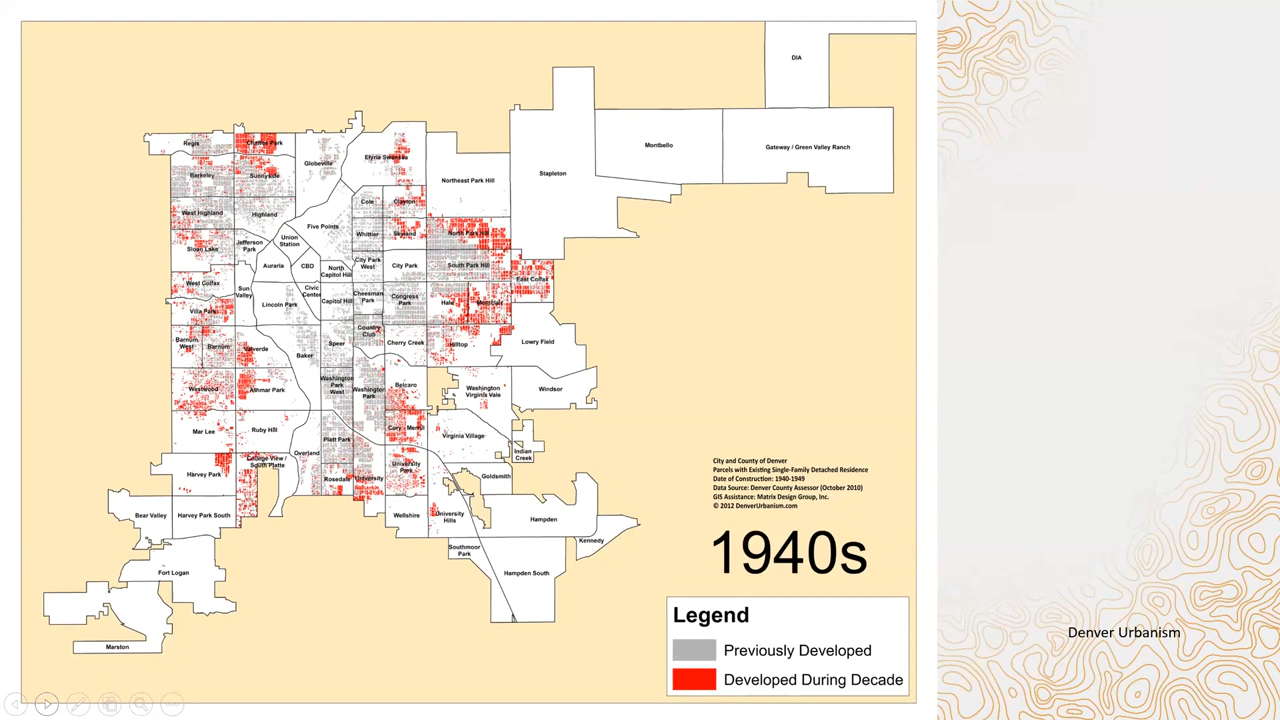 DIA
Regis
Chaffee Park
Globeville
Elyria Swansea
Montbello
Gateway / Green Valley Ranch
Berkeley
Sunnyside
Northeast Park Hill
Stapleton
West Highland
Highland
Cole
Clayton
Five Points
Whittier
Skyland
North Park Hill
Sloan Lake
Jefferson
Park
Union
Station
Auraria
CBD
North
Capitol Hill
City Park
West
City Park
South Park Hill
East Colfax
West Colfax
Sun
Valley
Civic
Center
Lincoln Park
Capitol Hill
Cheesman
Park
Congress
Park
Hale
Montclair
Villa Park
Country
Club
Barnum
West
Barnum
Valverde
Baker
Speer
Cherry Creek
Hilltop
Lowry Field
Westwood
Athmar Park
Washington
Park
West
Washington
Park
Belcaro
Washington
Virginia Vale
Windsor
Mar Lee
Ruby Hill
Platt Park
Cory - Merrill
Virginia Village
Overland
Indian
Creek
Harvey Park
College View /
South Platte
Rosedale
University
University
Park
Goldsmith
Bear Valley
Harvey Park South
Wellshire
University
Hills
Hampden
Kennedy
Southmoor
Park
Fort Logan
Hampden South
Marston
City and County of Denver
Parcels with Existing Single-Family Detached Residence
Date of Construction: 1940-1949
Data Source: Denver County Assessor (October 2010)
GIS Assistance: Matrix Design Group, Inc.
© 2012 DenverUrbanism.com
1940s
Legend
Previously Developed
Developed During Decade
Denver Urbanism